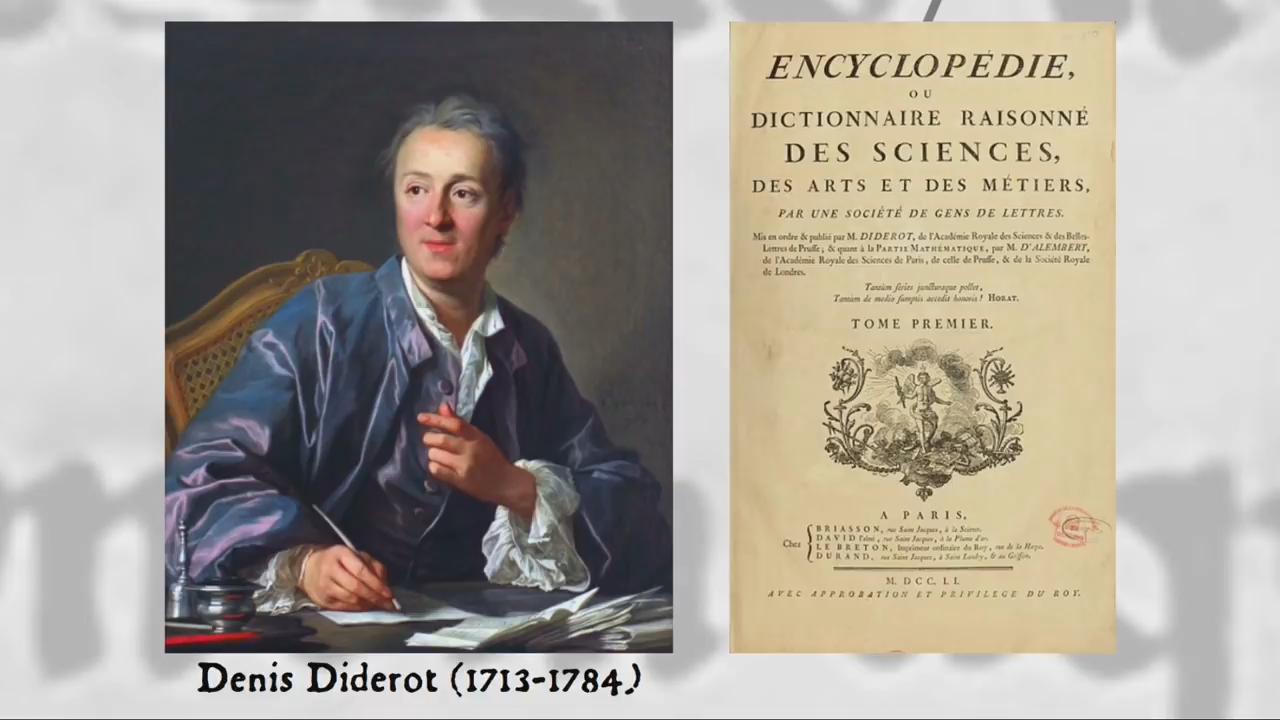 ENCYCLOPÉDIE,
OU
DICTIONNAIRE RAISONNÉ
DES SCIENCES,
DES ARTS ET DES MÉTIERS,
PAR UNE SOCIÉTÉ DE GENS DE LETTRES.
Mis en ordre & publié par M. DIDEROT, de l'Académie Royale des Sciences & des Belles-
Lettres de Prusse ; & quant à la PARTIE MATHÉMATIQUE, par M. D'ALEMBERT,
de l'Académie Royale des Sciences de Paris, de celle de Prusse, & de la Société Royale
de Londres.
Tantùm series juncturaque pollet,
Tantùm de medio sumptis accedit honoris ! HORAT.
TOME PREMIER.
A PARIS,
Chez
BRIASSON, rue Saint Jacques, à la Science.
DAVID l'aîné, rue Saint Jacques, à la Plume d'or.
LE BRETON, Imprimeur ordinaire du Roy, rue de la Harpe.
DURAND, rue Saint Jacques, à Saint Landry, & au Griffon.
M. DCC. LI.
AVEC APPROBATION ET PRIVILEGE DU ROY.
Denis Diderot (1713-1784)